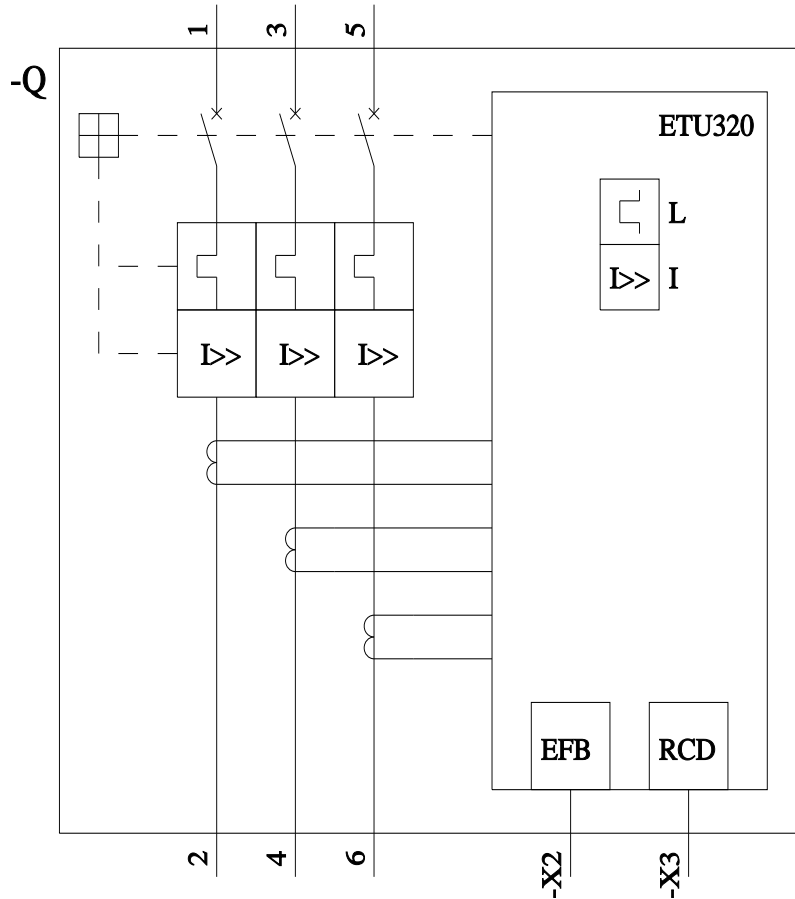 1 3 5
-Q
ETU320
L
I>> I
I>> I>> I>>
EFB RCD
2 4 6 -X2 -X3